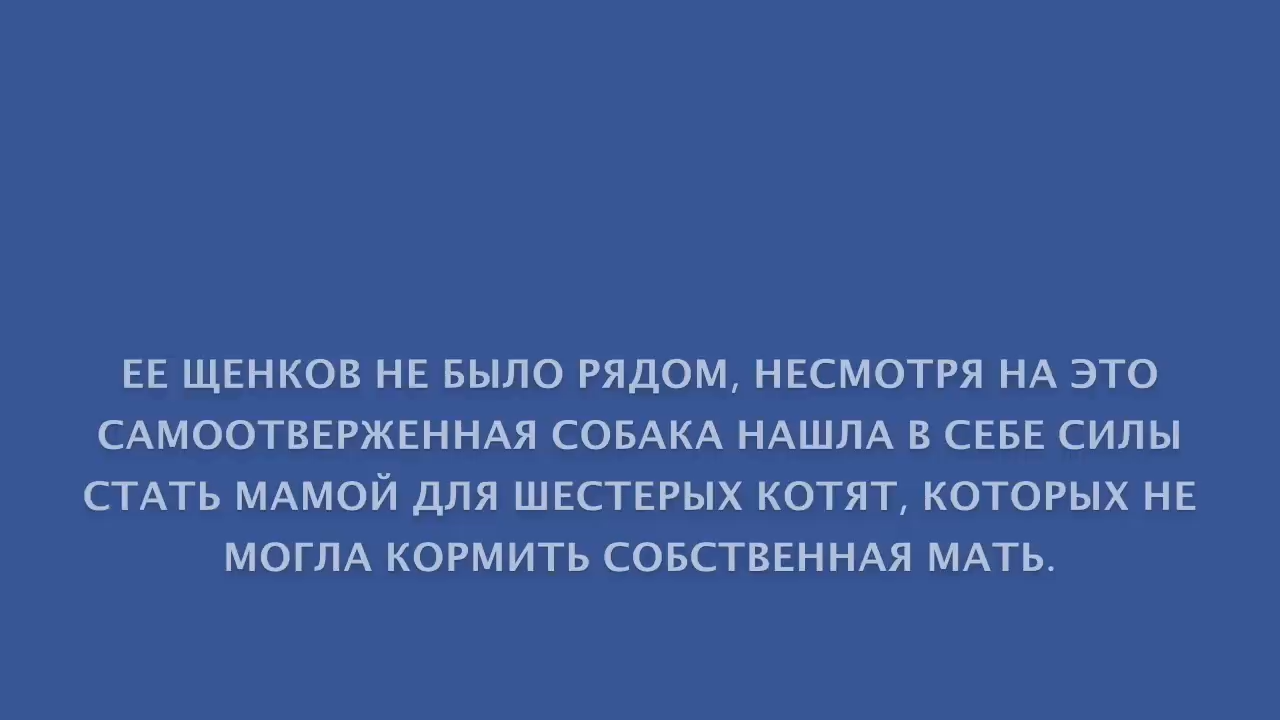 ЕЕ ЩЕНКОВ НЕ БЫЛО РЯДОМ, НЕСМОТРЯ НА ЭТО
САМООТВЕРЖЕННАЯ СОБАКА НАШЛА В СЕБЕ СИЛЫ
СТАТЬ МАМОЙ ДЛЯ ШЕСТЕРЫХ КОТЯТ, КОТОРЫХ НЕ
МОГЛА КОРМИТЬ СОБСТВЕННАЯ МАТЬ.